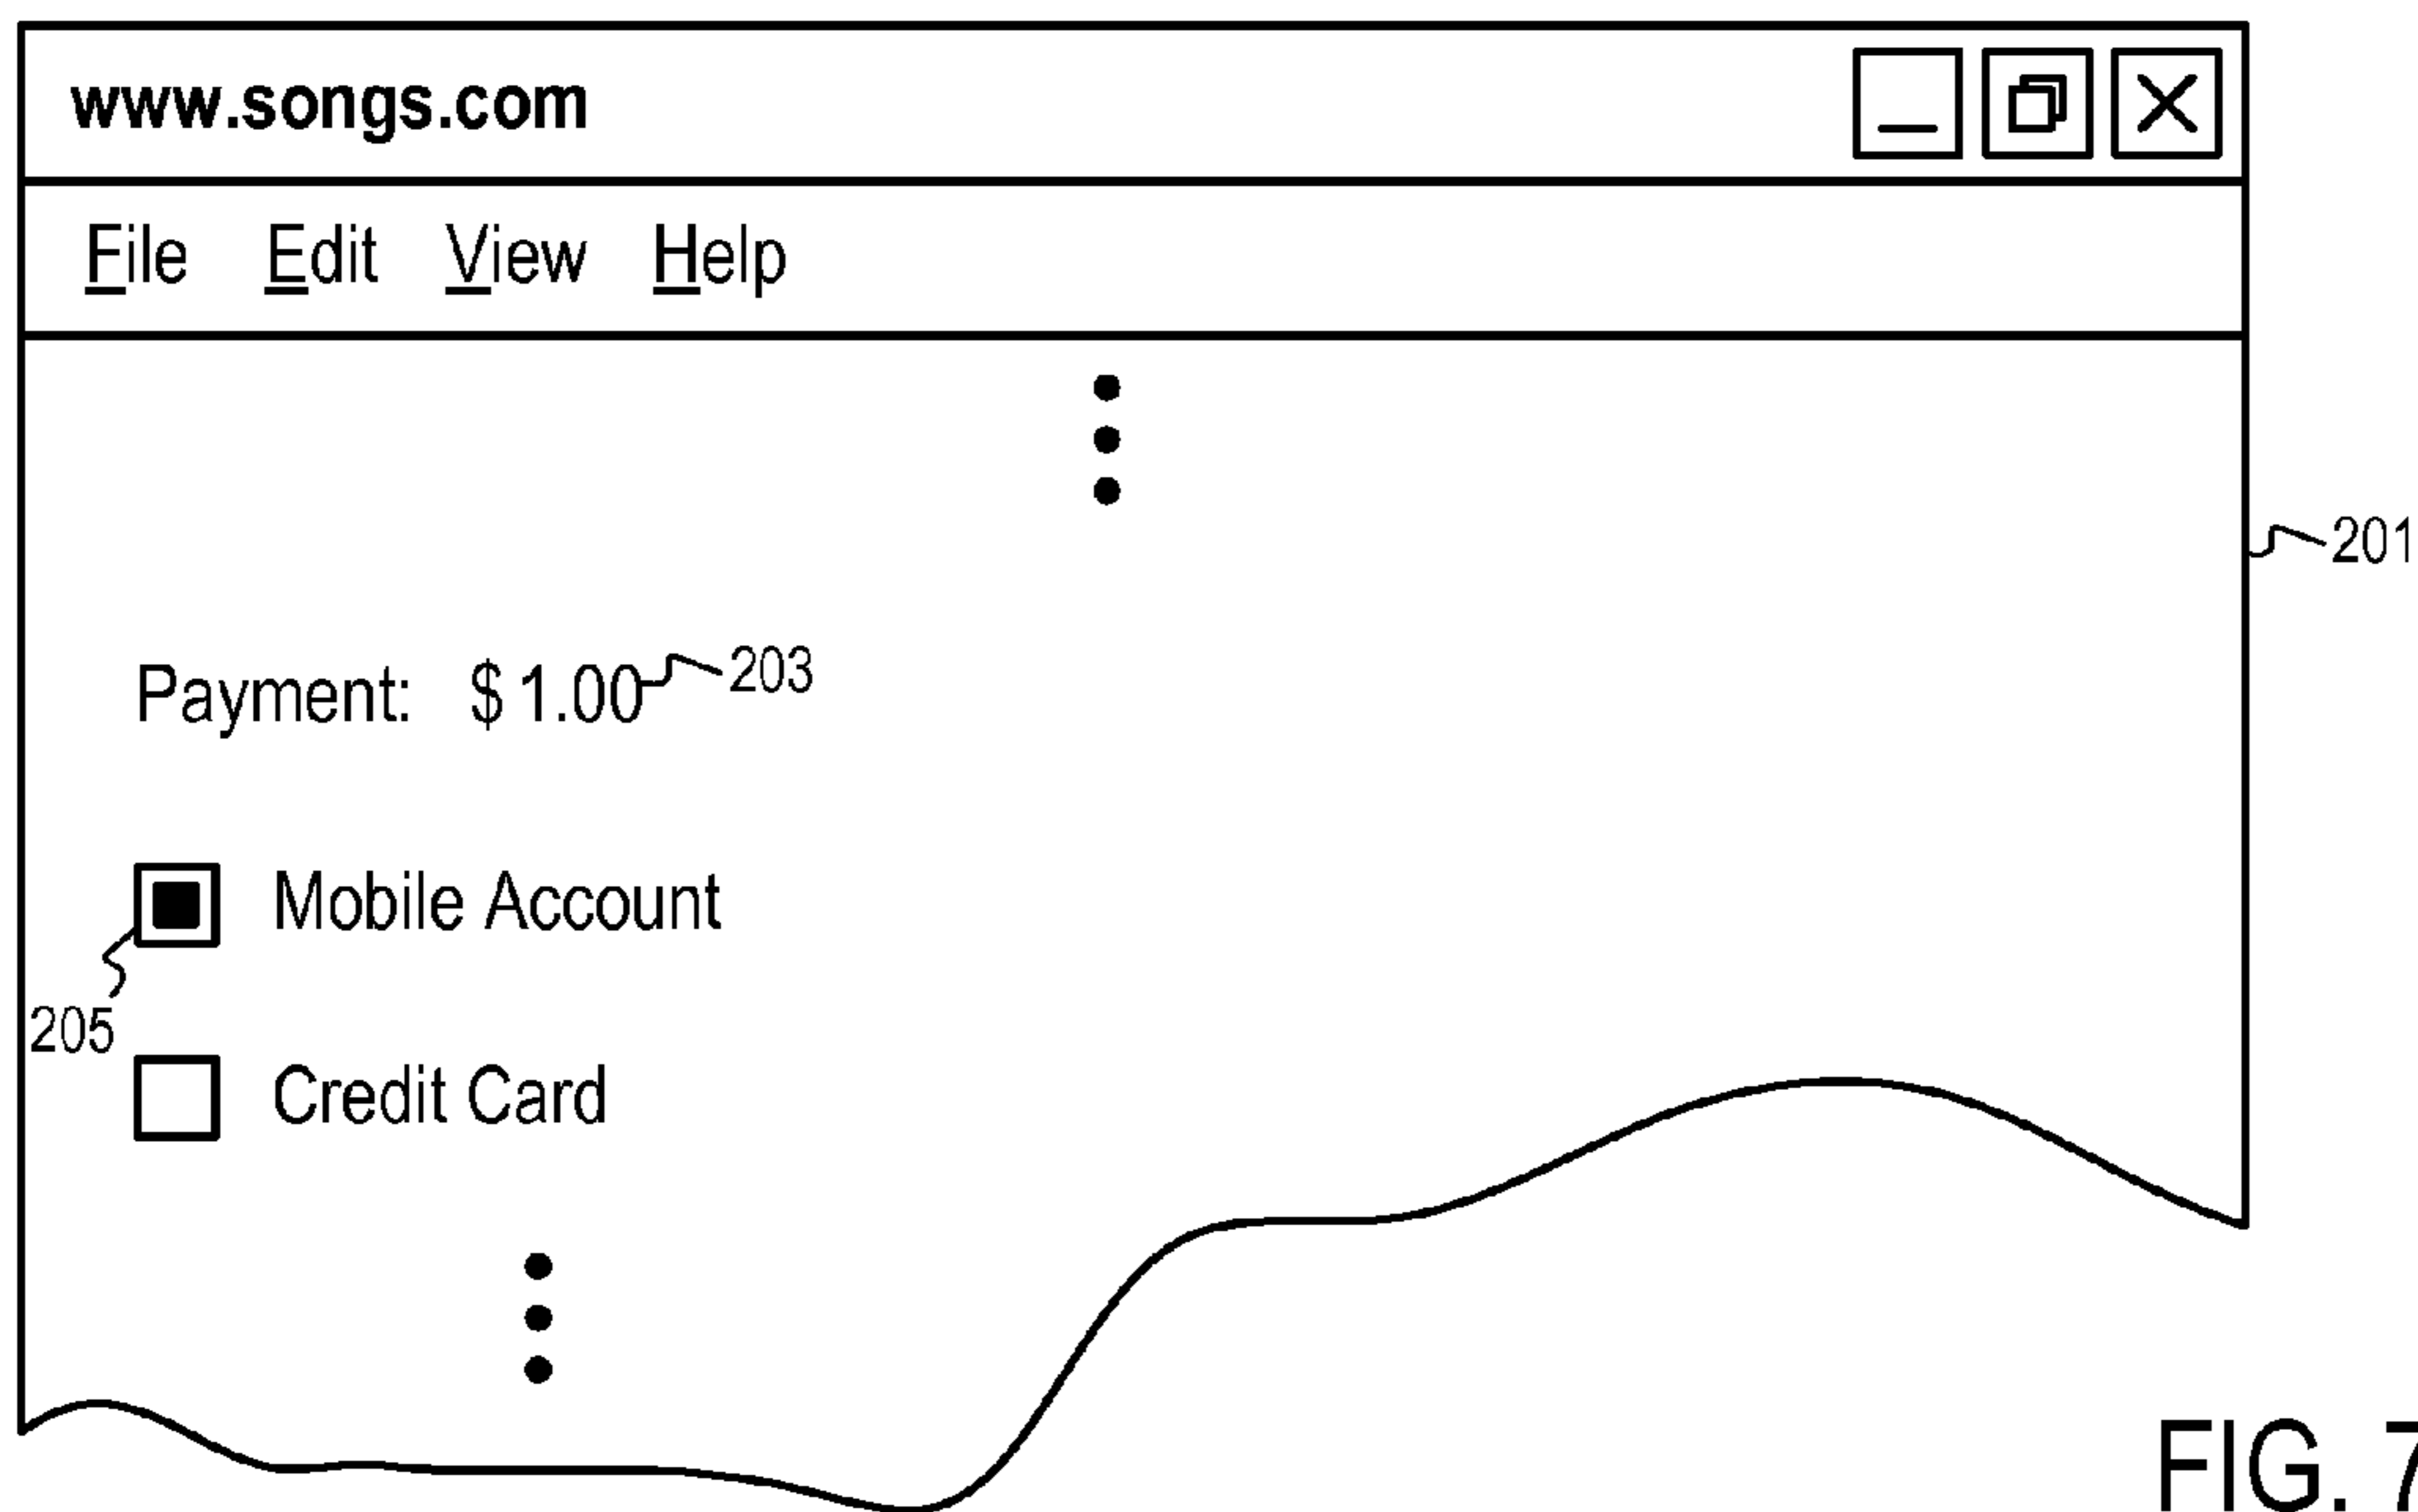 www.songs.com
File Edit View Help
201
Payment: $1.00 203
Mobile Account
205
Credit Card
FIG. 7